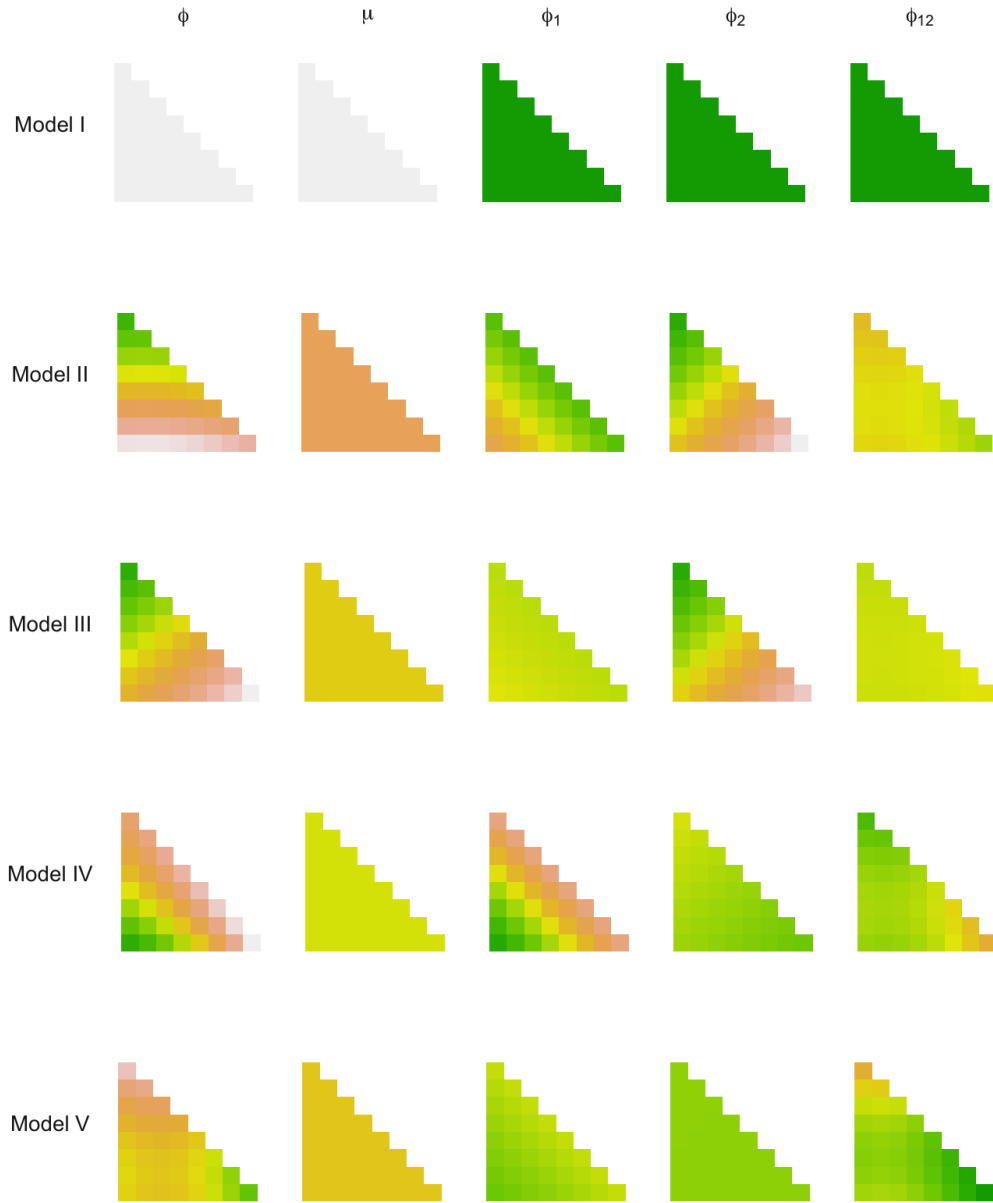 ϕ μ ϕ₁ ϕ₂ ϕ₁₂
Model I
Model II
Model III
Model IV
Model V